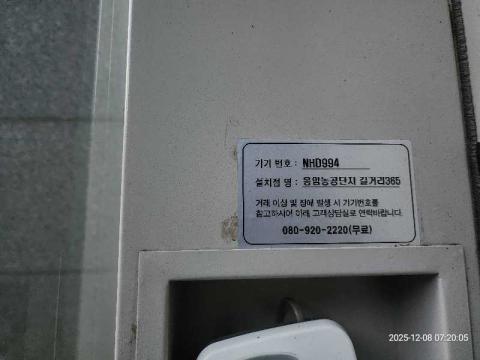 기기 번호 : NHD994
설치점 명 : 응암농공단지 길거리365
거래 이상 및 장애 발생 시 기기번호를
참고하시어 아래 고객상담실로 연락바랍니다.
080-920-2220(무료)
2025-12-08 07:20:05